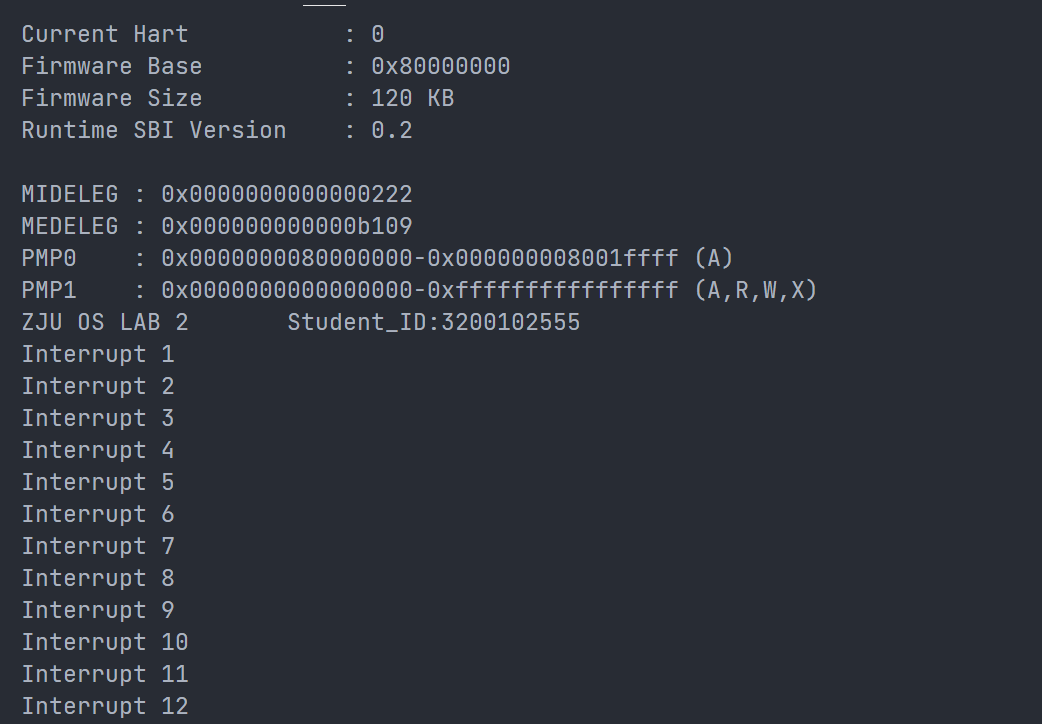 Current Hart : 0
Firmware Base : 0x80000000
Firmware Size : 120 KB
Runtime SBI Version : 0.2
MIDELEG : 0x0000000000000222
MEDELEG : 0x000000000000b109
PMP0 : 0x0000000080000000-0x000000008001ffff (A)
PMP1 : 0x0000000000000000-0xffffffffffffffff (A,R,W,X)
ZJU OS LAB 2 Student_ID:3200102555
Interrupt 1
Interrupt 2
Interrupt 3
Interrupt 4
Interrupt 5
Interrupt 6
Interrupt 7
Interrupt 8
Interrupt 9
Interrupt 10
Interrupt 11
Interrupt 12